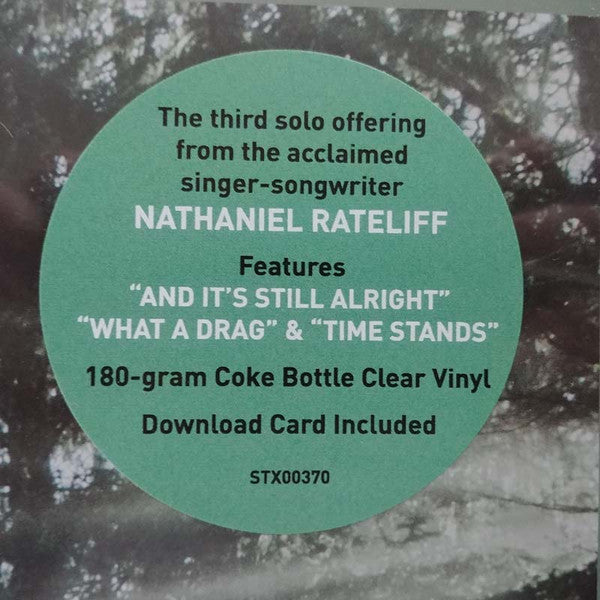 The third solo offering
from the acclaimed
singer-songwriter
NATHANIEL RATELIFF
Features
“AND IT’S STILL ALRIGHT”
“WHAT A DRAG” & “TIME STANDS”
180-gram Coke Bottle Clear Vinyl
Download Card Included
STX00370